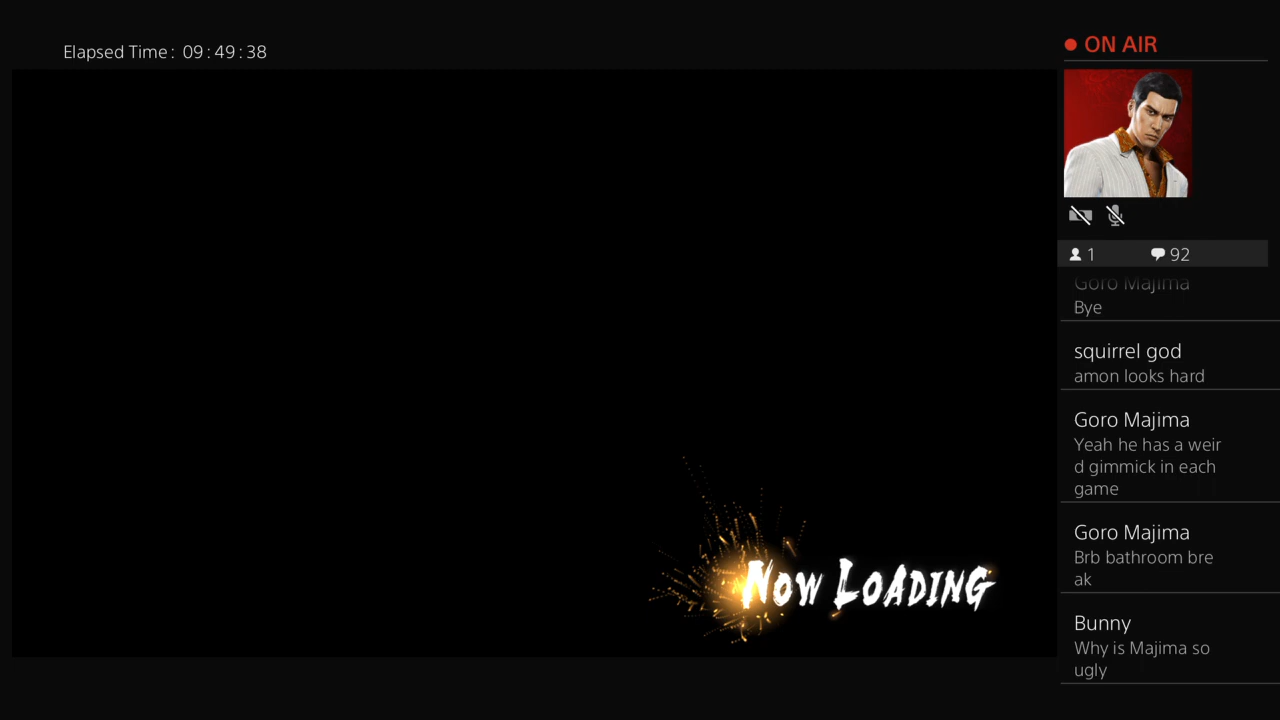 Elapsed Time: 09:49:38
ON AIR
1 92
Goro Majima
Bye
squirrel god
amon looks hard
Goro Majima
Yeah he has a weir
d gimmick in each
game
Goro Majima
Brb bathroom bre
ak
Bunny
Why is Majima so
ugly
NOW LOADING